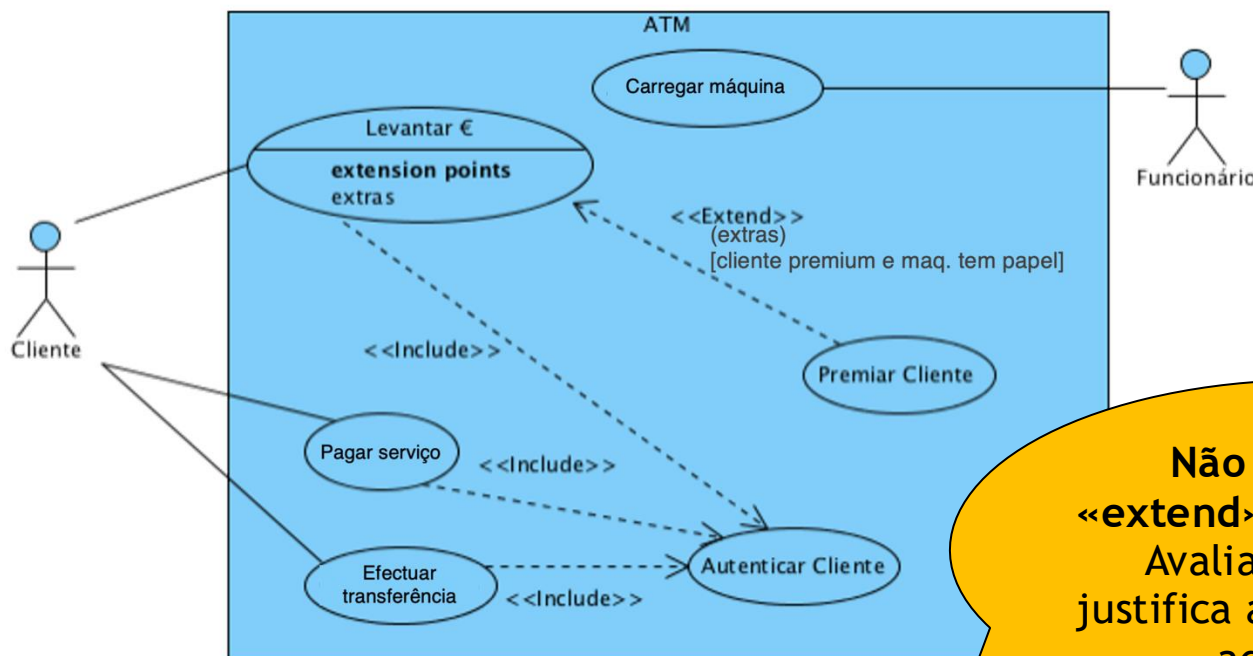 ATM
Carregar máquina
Funcionário
Levantar €
extension points
extras
<<Extend>>
(extras)
[cliente premium e maq. tem papel]
Cliente
<<Include>>
Premiar Cliente
Pagar serviço
<<Include>>
Efectuar
transferência
<<Include>>
Autenticar Cliente
Não
«extend»
Avalia
justifica